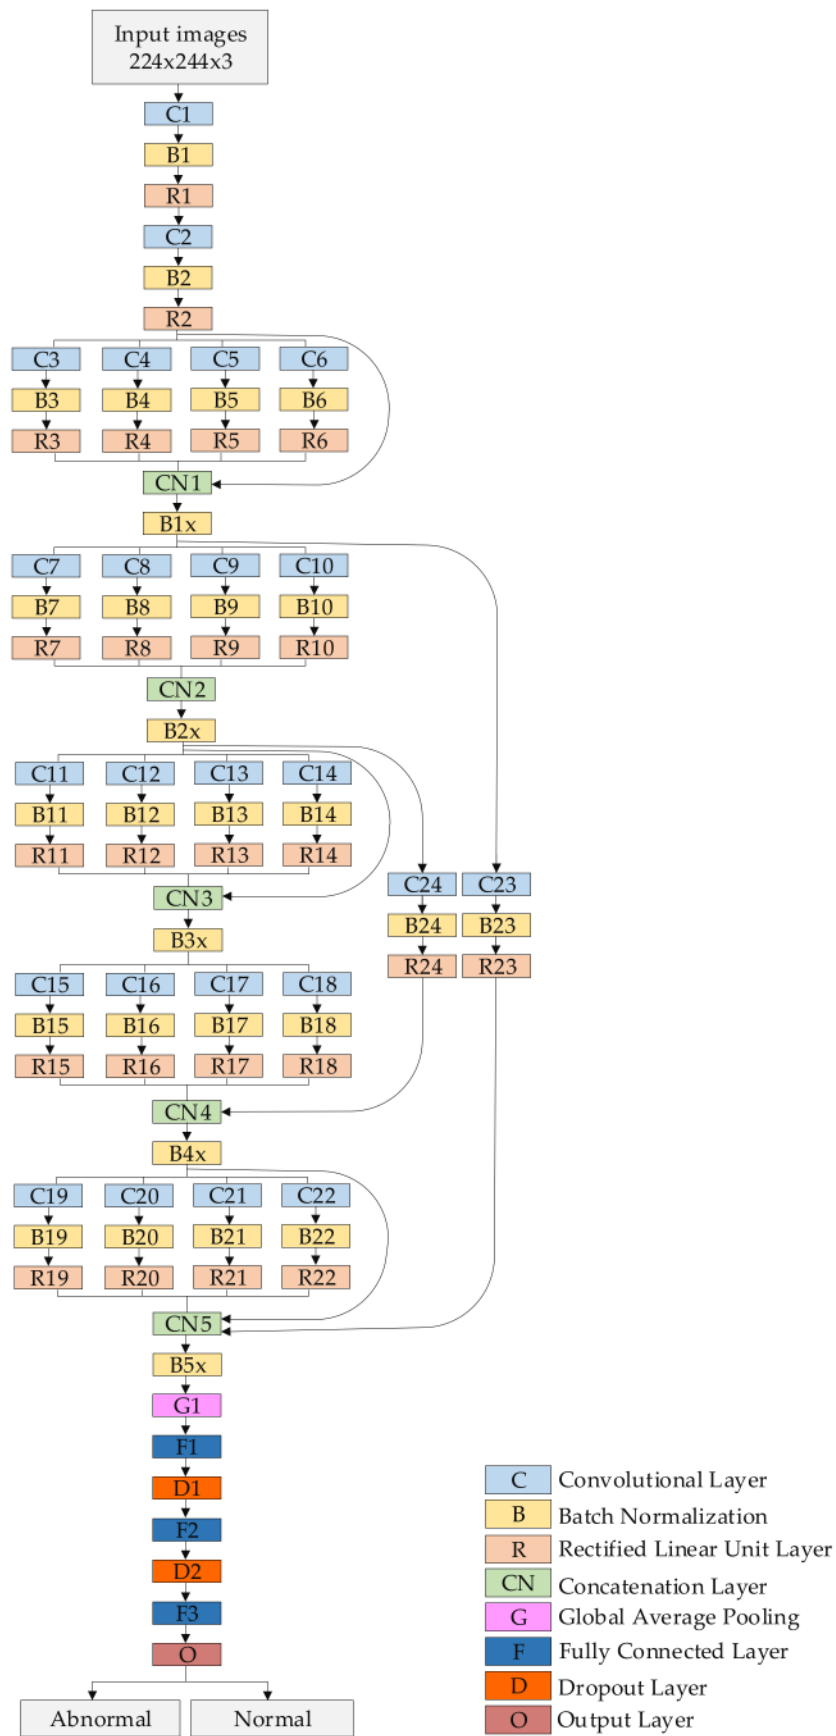 Input images
224x244x3
C1
B1
R1
C2
B2
R2
C3 C4 C5 C6
B3 B4 B5 B6
R3 R4 R5 R6
CN1
B1x
C7 C8 C9 C10
B7 B8 B9 B10
R7 R8 R9 R10
CN2
B2x
C11 C12 C13 C14
B11 B12 B13 B14
R11 R12 R13 R14
C24 C23
CN3
B24 B23
B3x
R24 R23
C15 C16 C17 C18
B15 B16 B17 B18
R15 R16 R17 R18
CN4
B4x
C19 C20 C21 C22
B19 B20 B21 B22
R19 R20 R21 R22
CN5
B5x
G1
F1
D1
F2
D2
F3
O
Abnormal Normal
C Convolutional Layer
B Batch Normalization
R Rectified Linear Unit Layer
CN Concatenation Layer
G Global Average Pooling
F Fully Connected Layer
D Dropout Layer
O Output Layer